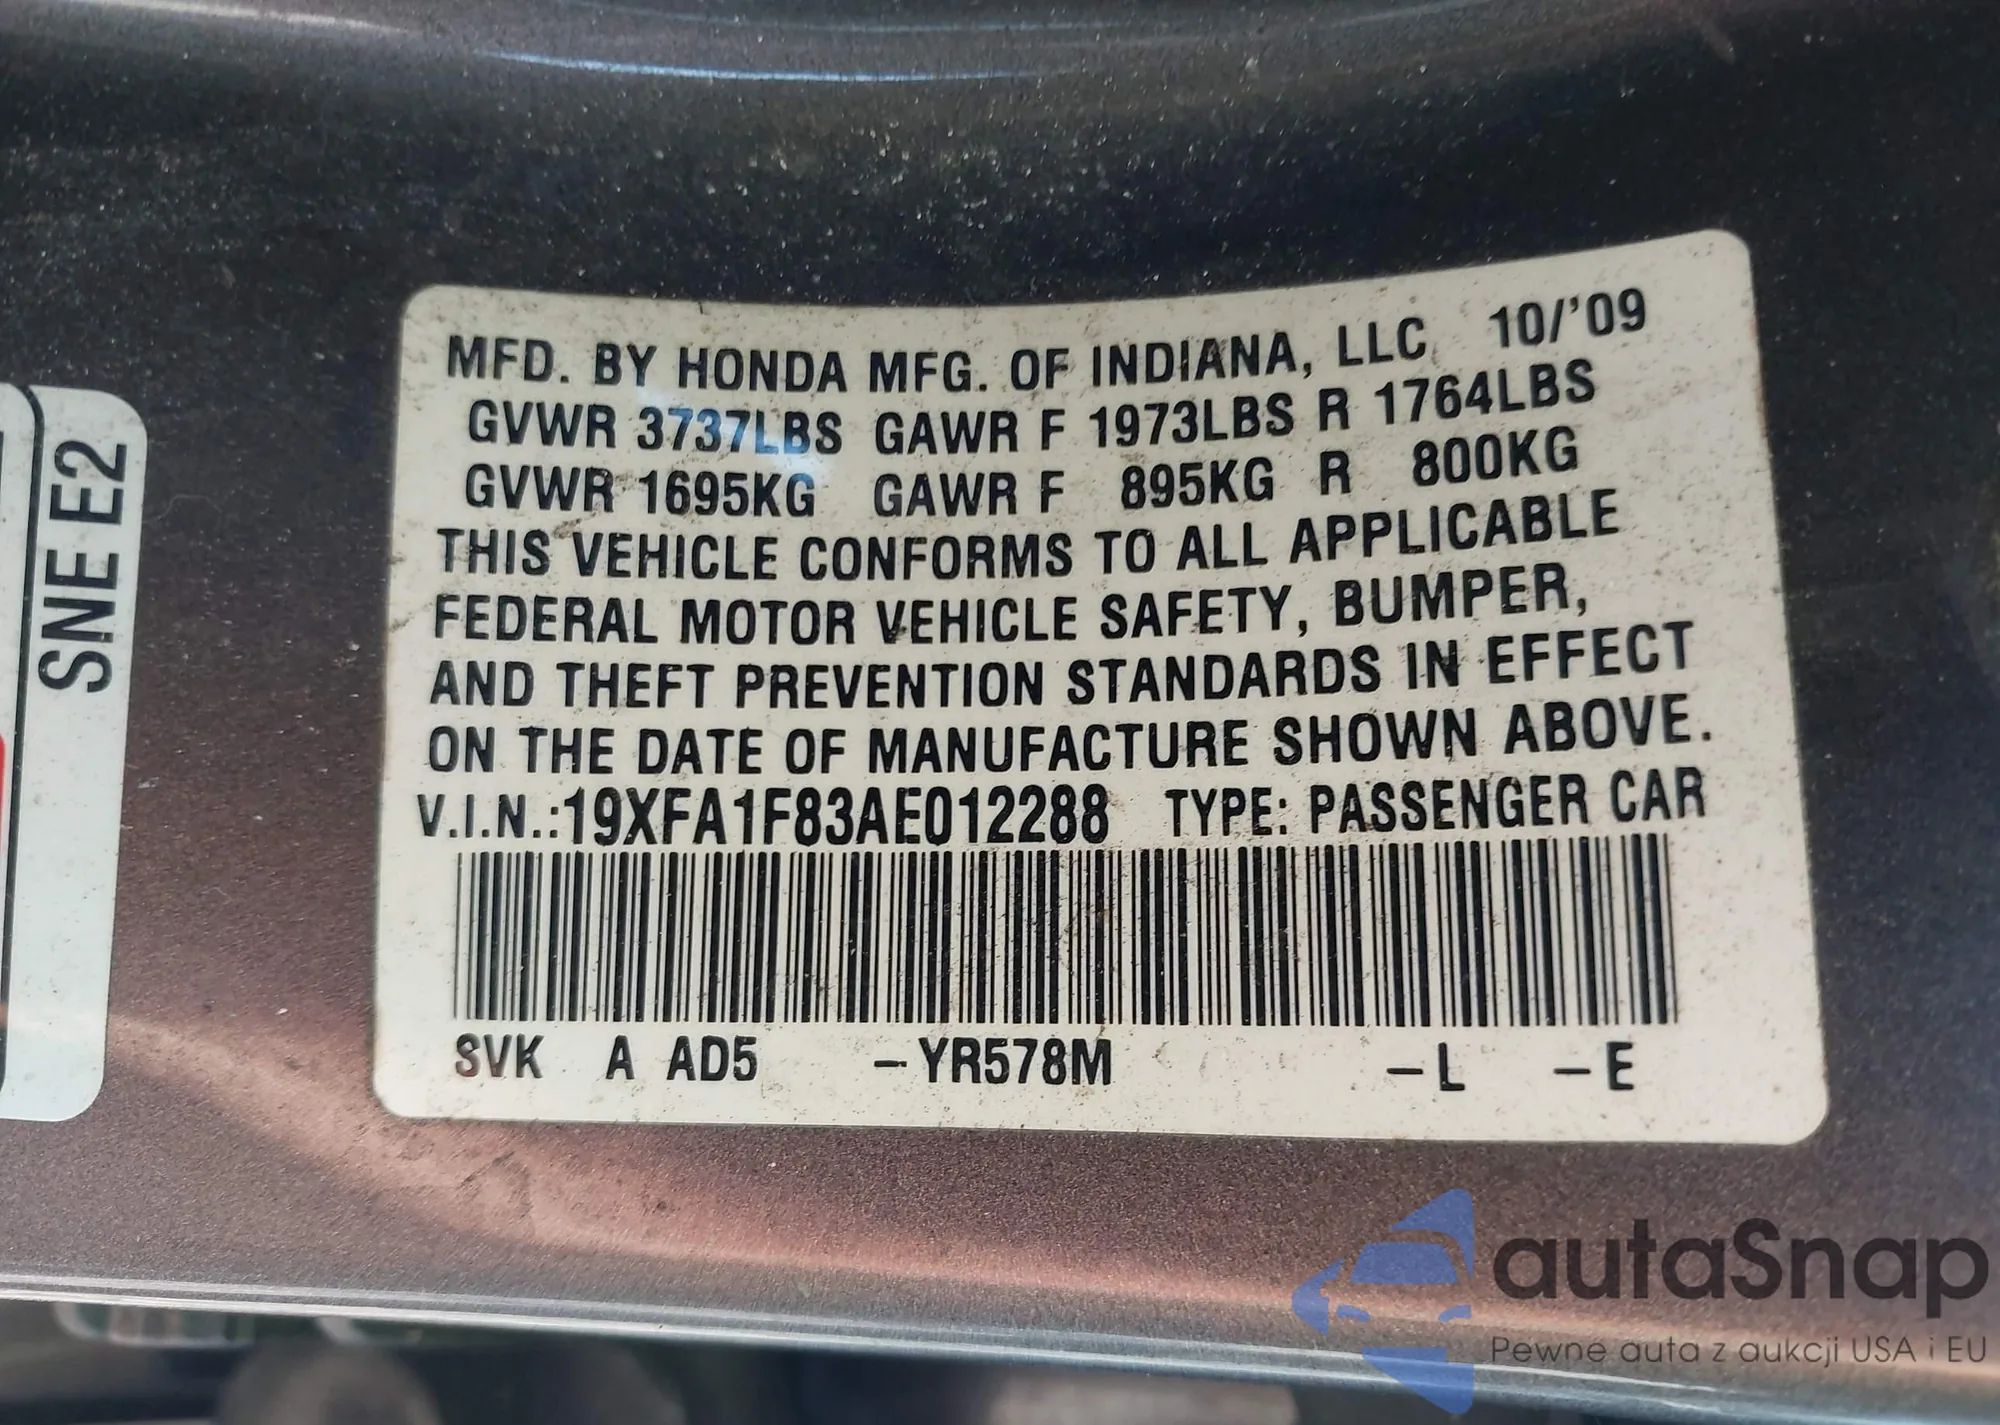 SNE E2
MFD. BY HONDA MFG. OF INDIANA, LLC 10/'09
GVWR 3737LBS GAWR F 1973LBS R 1764LBS
GVWR 1695KG GAWR F 895KG R 800KG
THIS VEHICLE CONFORMS TO ALL APPLICABLE
FEDERAL MOTOR VEHICLE SAFETY, BUMPER,
AND THEFT PREVENTION STANDARDS IN EFFECT
ON THE DATE OF MANUFACTURE SHOWN ABOVE.
V.I.N.:19XFA1F83AE012288 TYPE: PASSENGER CAR
SVK A AD5 –YR578M –L –E
autaSnap
Pewne auta z aukcji USA i EU